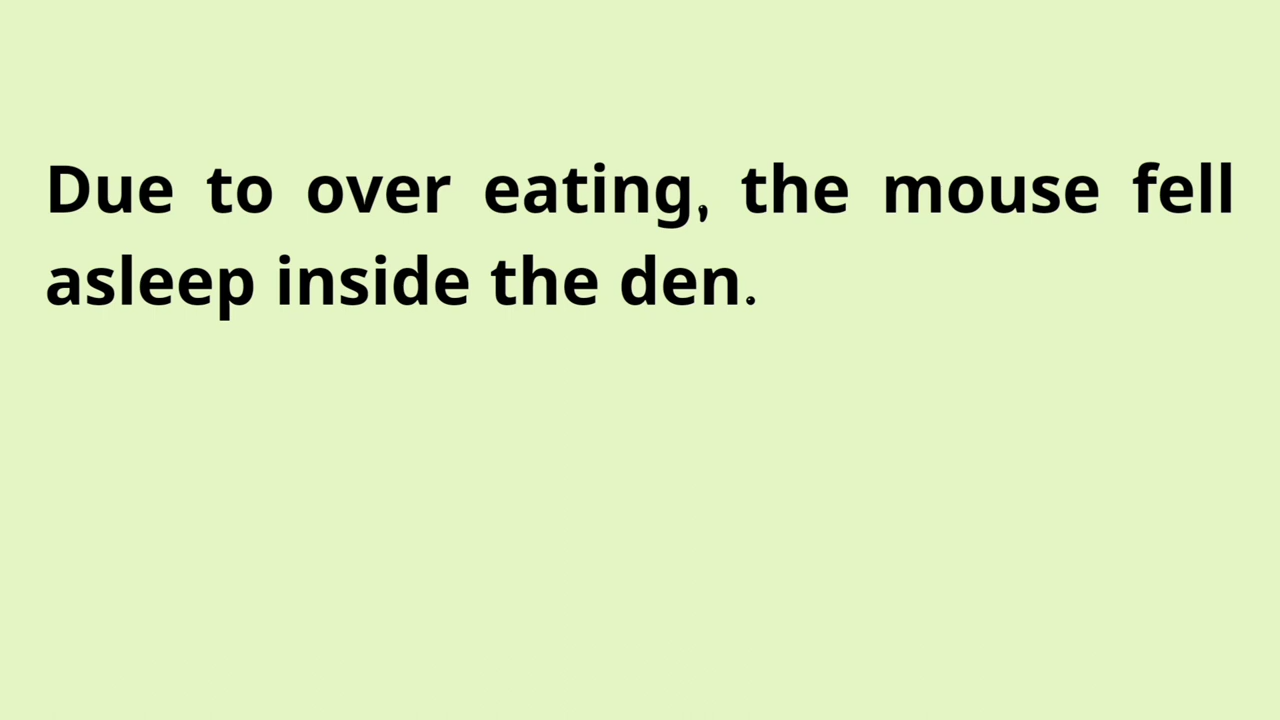 Due to over eating, the mouse fell
asleep inside the den.